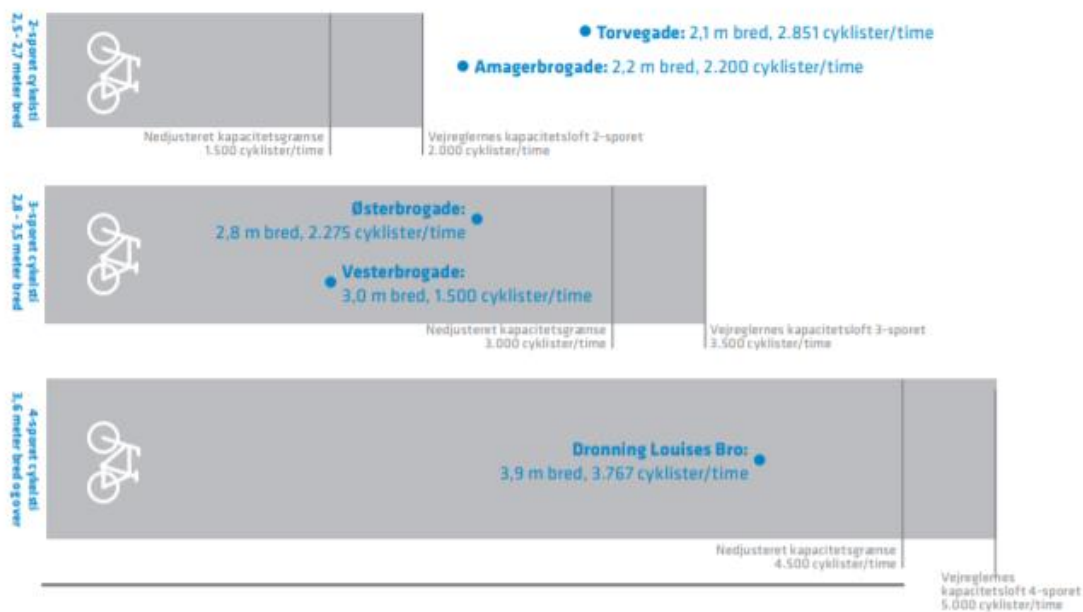 2-sporet cykelsti
2,5 - 2,7 meter bred
Torvegade: 2,1 m bred, 2.851 cyklister/time
Amagerbrogade: 2,2 m bred, 2.200 cyklister/time
Nedjusteret kapacitetsgrænse
1.500 cyklister/time
Vejreglernes kapacitetsloft 2-sporet
2.000 cyklister/time
3-sporet cykelsti
2,8 - 3,5 meter bred
Østerbrogade:
2,8 m bred, 2.275 cyklister/time
Vesterbrogade:
3,0 m bred, 1.500 cyklister/time
Nedjusteret kapacitetsgrænse
3.000 cyklister/time
Vejreglernes kapacitetsloft 3-sporet
3.500 cyklister/time
4-sporet cykelsti
3,6 meter bred og over
Dronning Louises Bro:
3,9 m bred, 3.767 cyklister/time
Nedjusteret kapacitetsgrænse
4.500 cyklister/time
Vejreglernes
kapacitetsloft 4-sporet
5.000 cyklister/time